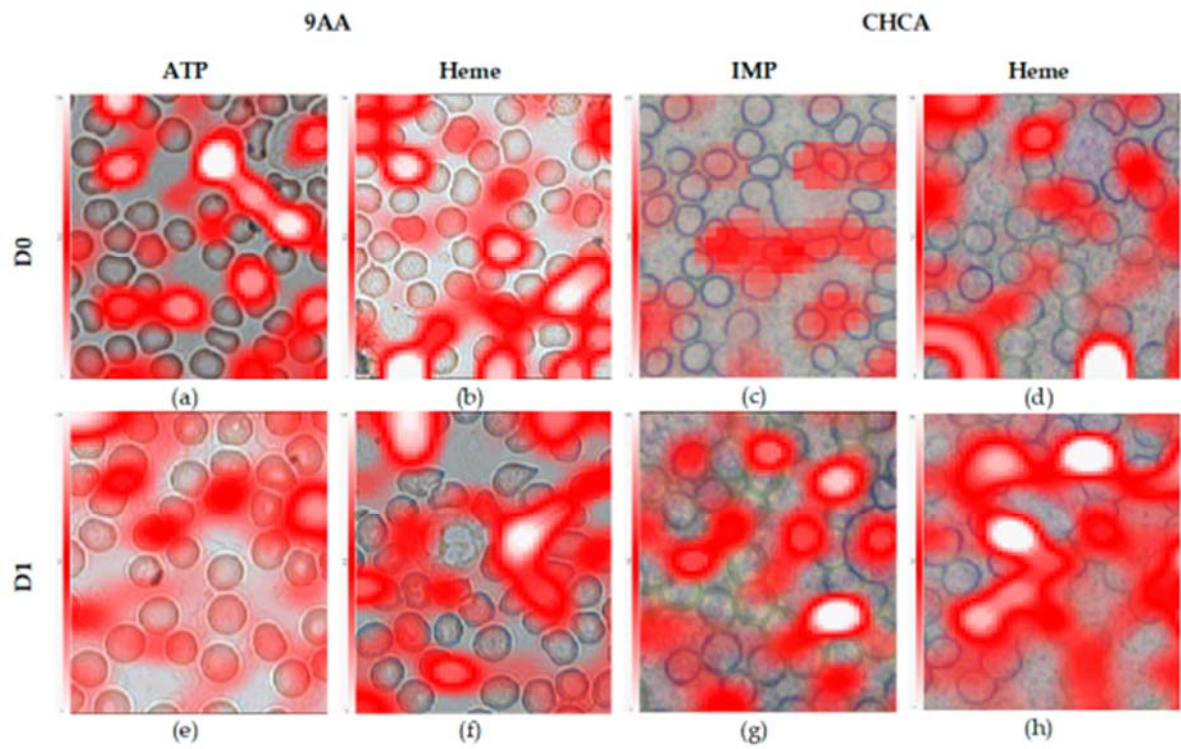 9AA CHCA
ATP Heme IMP Heme
D0
(a) (b) (c) (d)
D1
(e) (f) (g) (h)